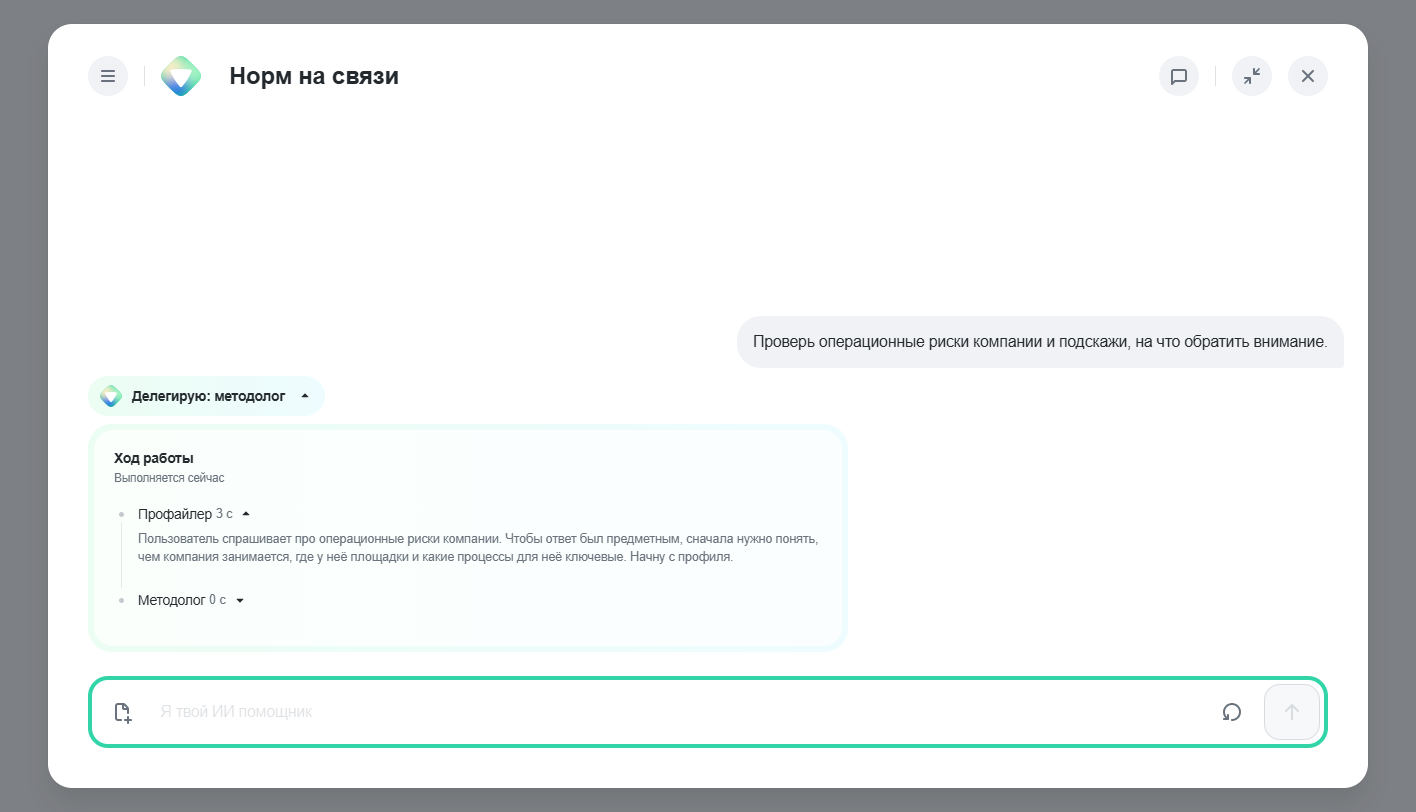 Норм на связи
Проверь операционные риски компании и подскажи, на что обратить внимание.
Делегирую: методолог
Ход работы
Выполняется сейчас
Профайлер 3 с
Пользователь спрашивает про операционные риски компании. Чтобы ответ был предметным, сначала нужно понять,
чем компания занимается, где у неё площадки и какие процессы для неё ключевые. Начну с профиля.
Методолог 0 с
Я твой ИИ помощник